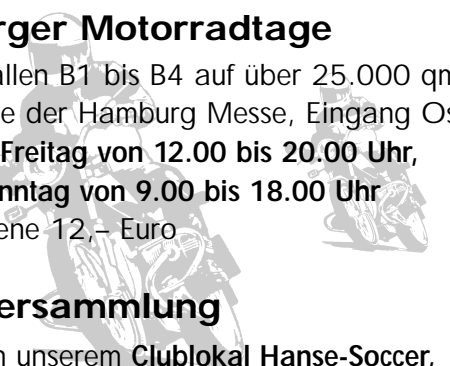 rger Motorradtage
allen B1 bis B4 auf über 25.000 qm
e der Hamburg Messe, Eingang Os
Freitag von 12.00 bis 20.00 Uhr,
nntag von 9.00 bis 18.00 Uhr
ene 12,– Euro
ersammlung
n unserem Clublokal Hanse-Soccer,